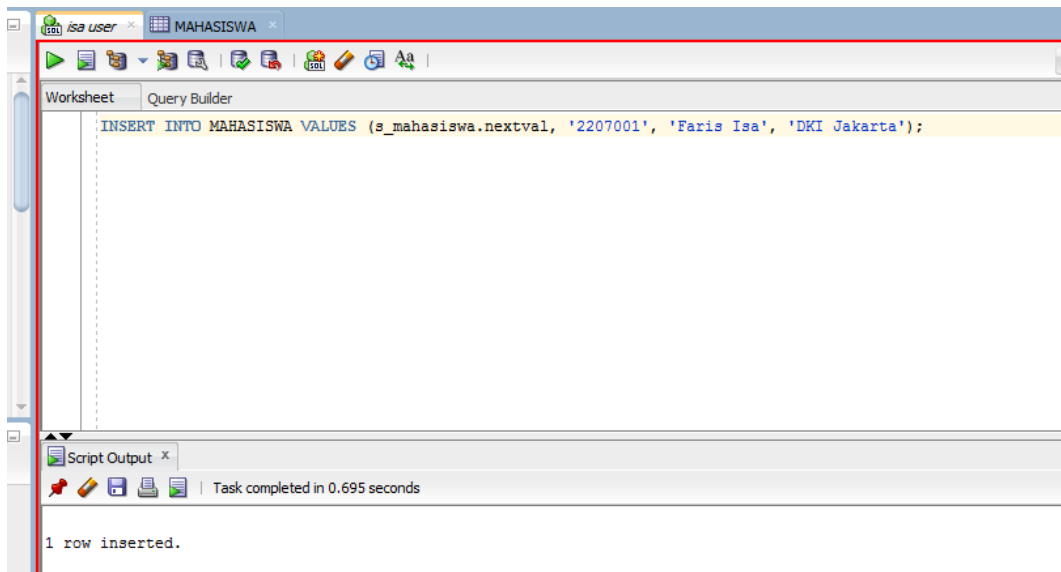 isa user
MAHASISWA
Worksheet Query Builder
INSERT INTO MAHASISWA VALUES (s_mahasiswa.nextval, '2207001', 'Faris Isa', 'DKI Jakarta');
Script Output
Task completed in 0.695 seconds
1 row inserted.